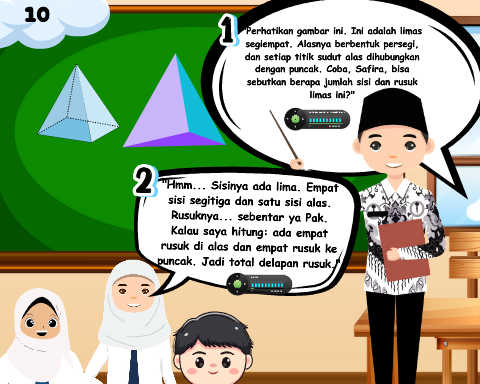 10
1
"Perhatikan gambar ini. Ini adalah limas
segiempat. Alasnya berbentuk persegi,
dan setiap titik sudut alas dihubungkan
dengan puncak. Coba, Safira, bisa
sebutkan berapa jumlah sisi dan rusuk
limas ini?"
2
"Hmm... Sisinya ada lima. Empat
sisi segitiga dan satu sisi alas.
Rusuknya... sebentar ya Pak.
Kalau saya hitung: ada empat
rusuk di alas dan empat rusuk ke
puncak. Jadi total delapan rusuk."